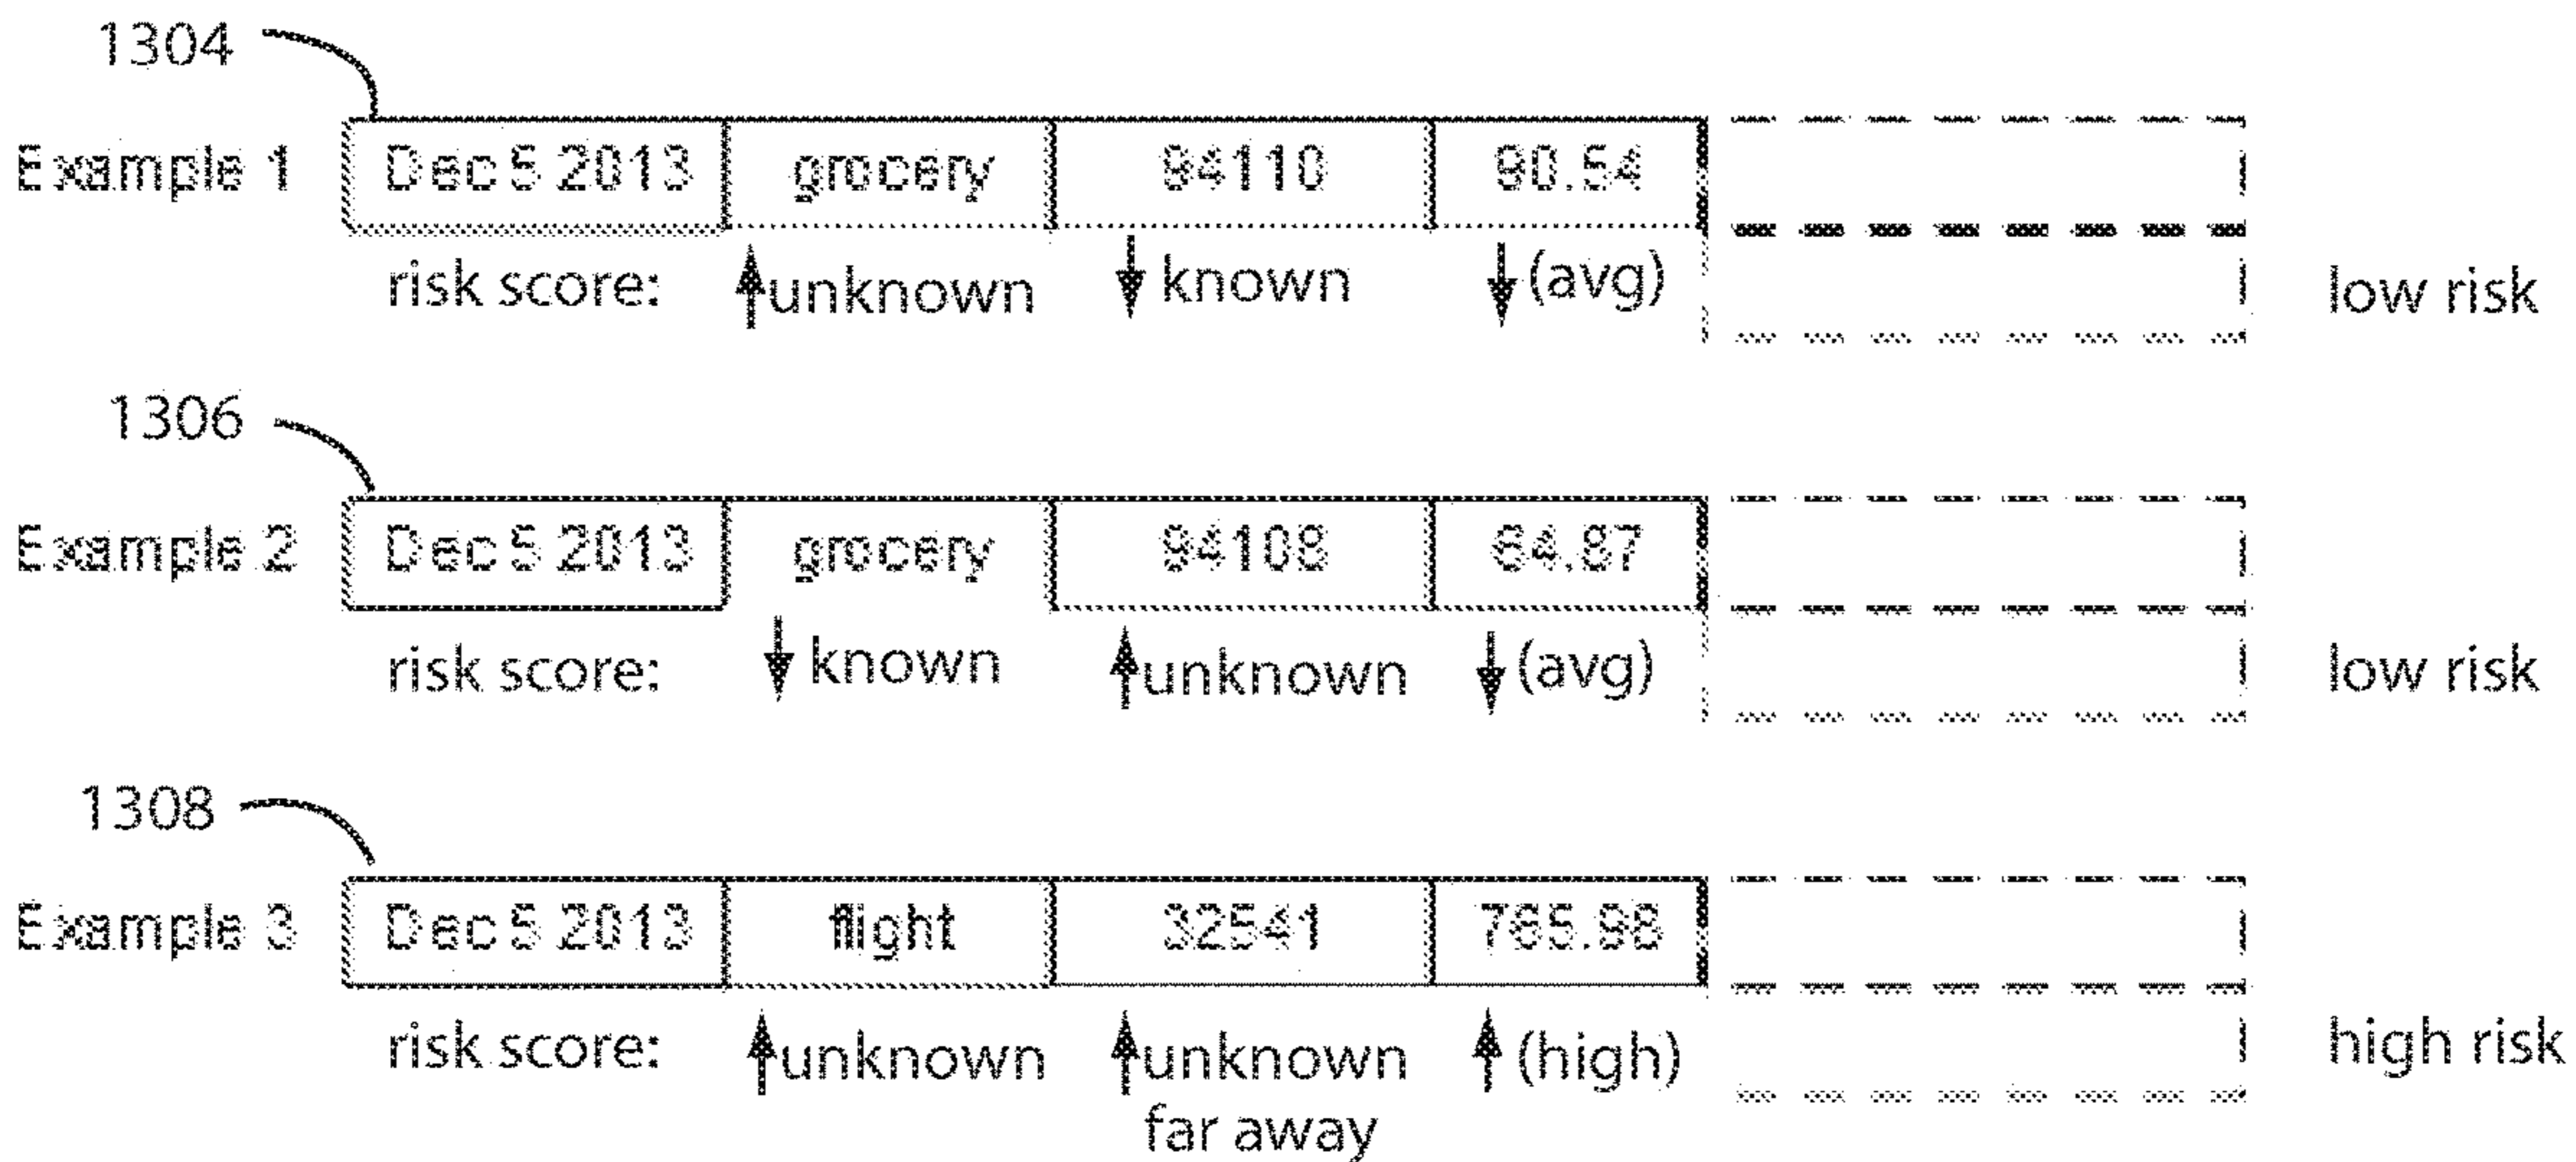 1304
Example 1 Dec 5 2013 grocery 94110 90.54
risk score: unknown known (avg) low risk
1306
Example 2 Dec 5 2013 grocery 94108 64.87
risk score: known unknown (avg) low risk
1308
Example 3 Dec 5 2013 flight 32541 765.98
risk score: unknown unknown (high) high risk
far away